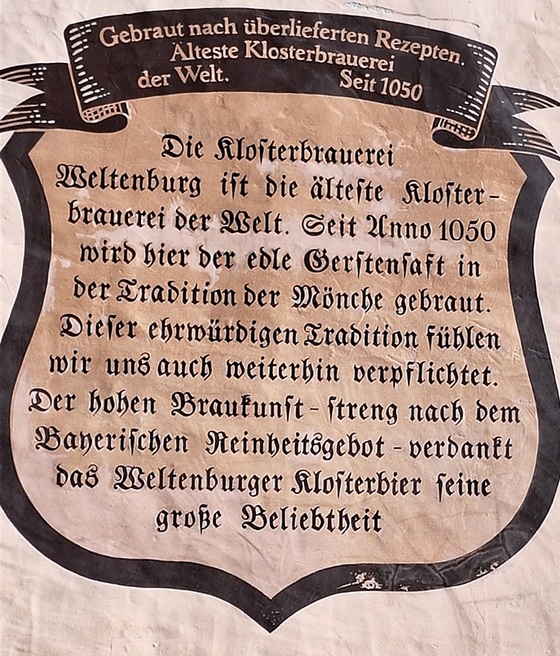 Gebraut nach überlieferten Rezepten.
Älteste Klosterbrauerei
der Welt. Seit 1050
Die Kloſterbrauerei
Weltenburg iſt die älteſte Kloſter-
brauerei der Welt. Seit Anno 1050
wird hier der edle Gerſtenſaft in
der Tradition der Mönche gebraut.
Dieſer ehrwürdigen Tradition fühlen
wir uns auch weiterhin verpflichtet.
Der hohen Braukunſt - ſtreng nach dem
Bayeriſchen Reinheitsgebot - verdankt
das Weltenburger Kloſterbier ſeine
große Beliebtheit